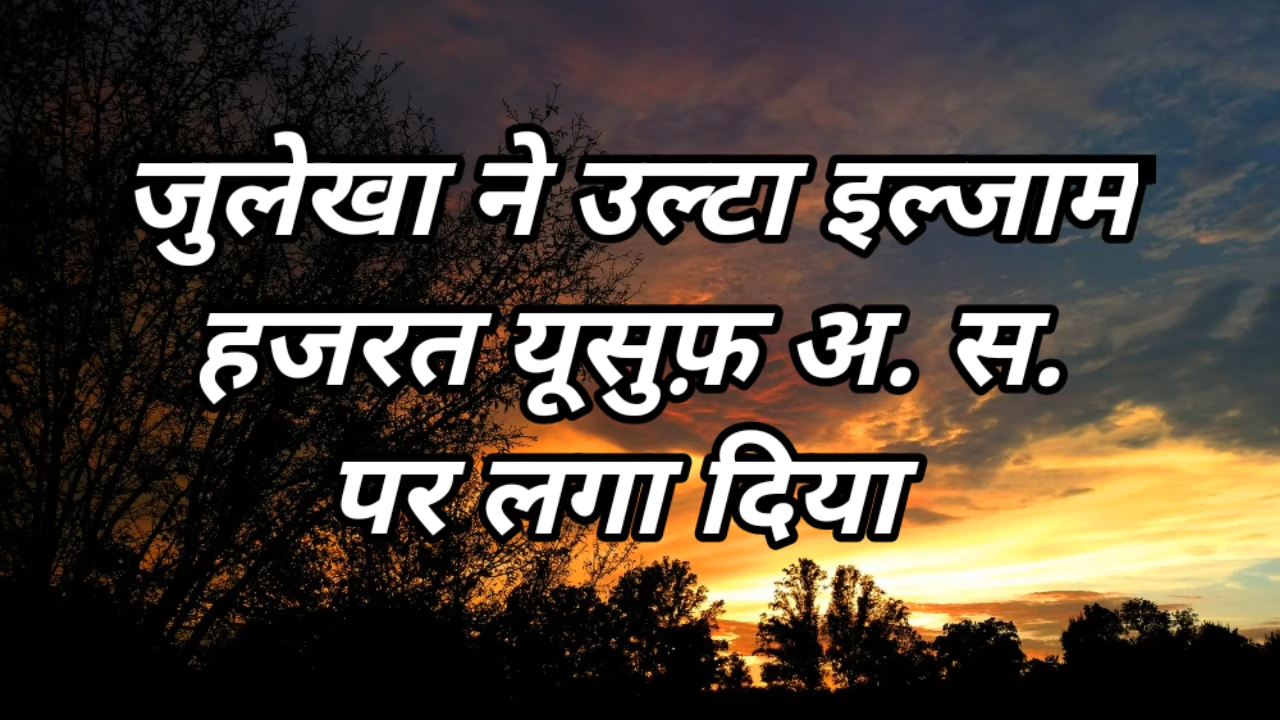 जुलेखा ने उल्टा इल्जाम
हजरत यूसुफ़ अ. स.
पर लगा दिया